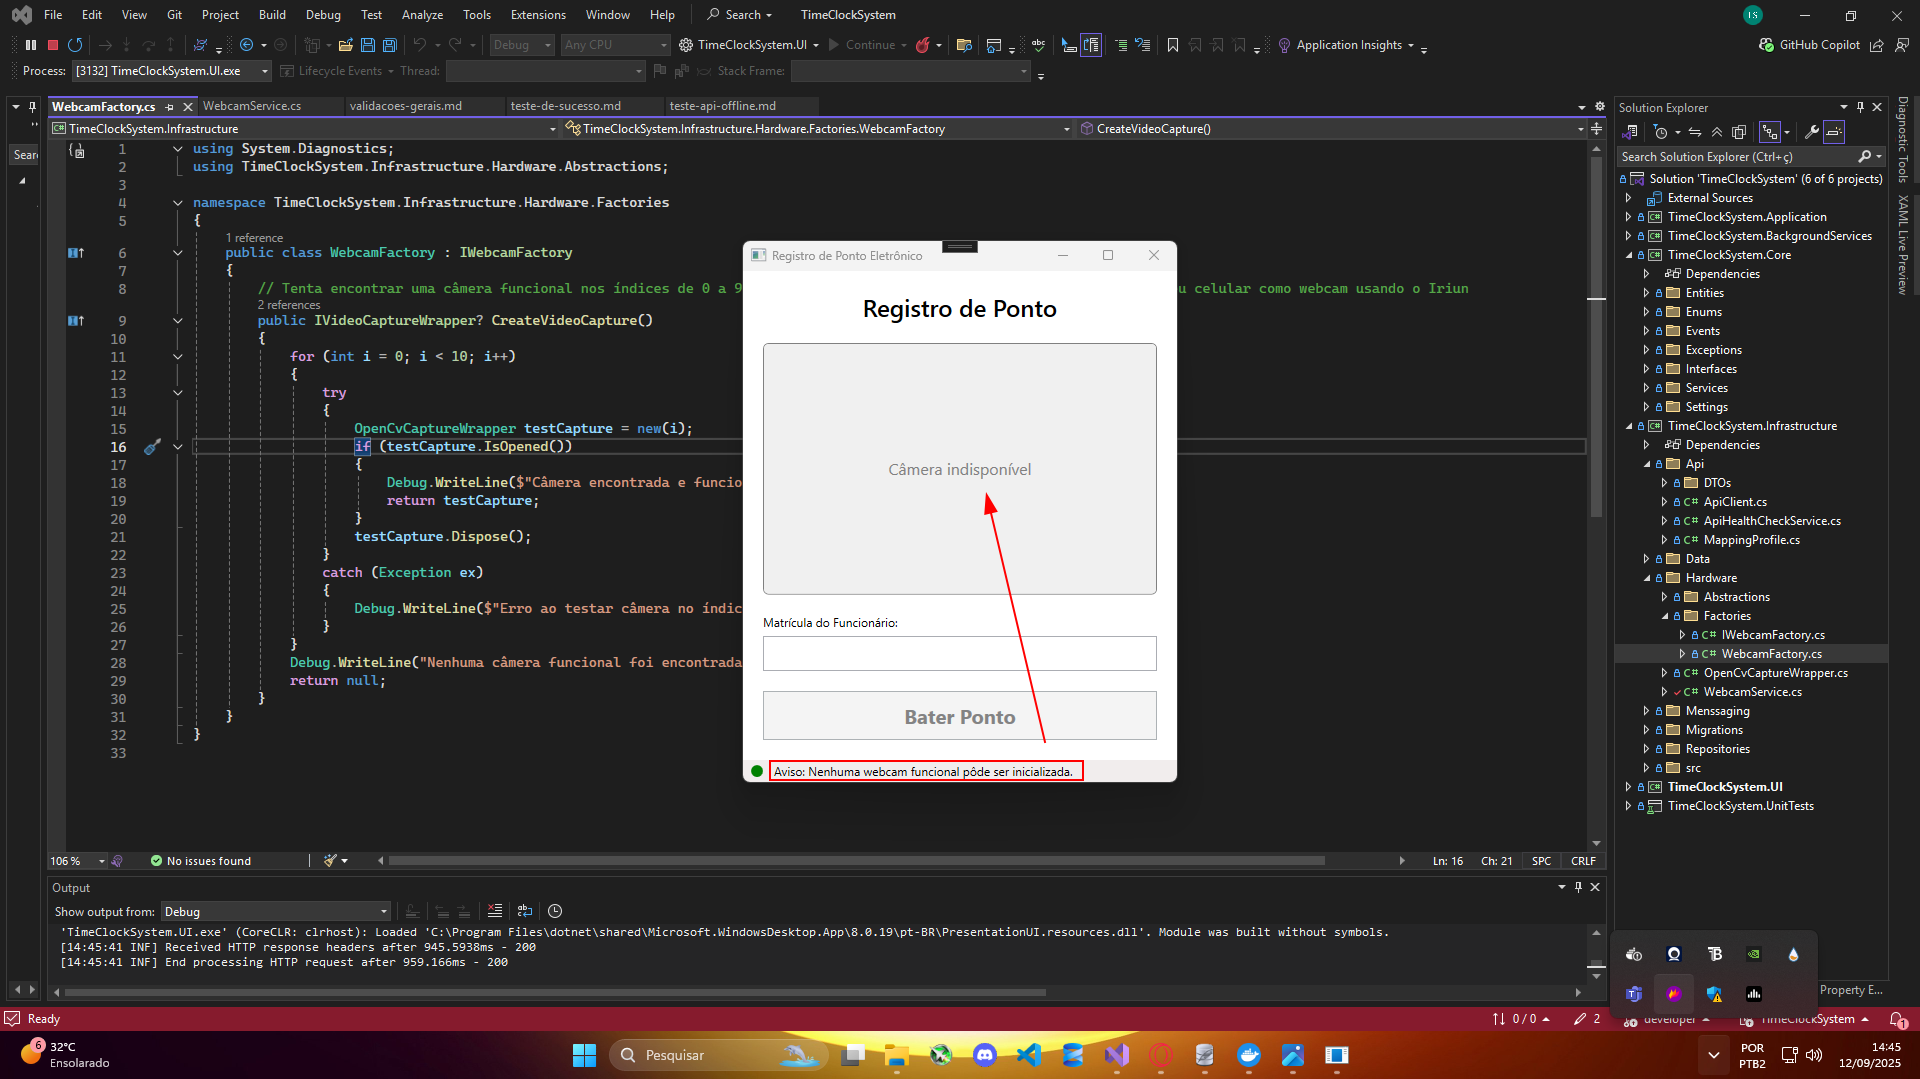 File Edit View Git Project Build Debug Test Analyze Tools Extensions Window Help Search TimeClockSystem IS
Debug Any CPU TimeClockSystem.UI Continue Application Insights GitHub Copilot
Process: [3132] TimeClockSystem.UI.exe Lifecycle Events Thread: Stack Frame:
WebcamFactory.cs WebcamService.cs validacoes-gerais.md teste-de-sucesso.md teste-api-offline.md
TimeClockSystem.Infrastructure TimeClockSystem.Infrastructure.Hardware.Factories.WebcamFactory CreateVideoCapture()
Sear
1 using System.Diagnostics;
2 using TimeClockSystem.Infrastructure.Hardware.Abstractions;
3
4 namespace TimeClockSystem.Infrastructure.Hardware.Factories
5 {
1 reference
6 public class WebcamFactory : IWebcamFactory
7 {
8 // Tenta encontrar uma câmera funcional nos índices de 0 a 9 u celular como webcam usando o Iriun
2 references
9 public IVideoCaptureWrapper? CreateVideoCapture()
10 {
11 for (int i = 0; i < 10; i++)
12 {
13 try
14 {
15 OpenCvCaptureWrapper testCapture = new(i);
16 if (testCapture.IsOpened())
17 {
18 Debug.WriteLine($"Câmera encontrada e funcio
19 return testCapture;
20 }
21 testCapture.Dispose();
22 }
23 catch (Exception ex)
24 {
25 Debug.WriteLine($"Erro ao testar câmera no índic
26 }
27 }
28 Debug.WriteLine("Nenhuma câmera funcional foi encontrada
29 return null;
30 }
31 }
32 }
33
Registro de Ponto Eletrônico
Registro de Ponto
Câmera indisponível
Matrícula do Funcionário:
Bater Ponto
Aviso: Nenhuma webcam funcional pôde ser inicializada.
106 % No issues found Ln: 16 Ch: 21 SPC CRLF
Output
Show output from: Debug
'TimeClockSystem.UI.exe' (CoreCLR: clrhost): Loaded 'C:\Program Files\dotnet\shared\Microsoft.WindowsDesktop.App\8.0.19\pt-BR\PresentationUI.resources.dll'. Module was built without symbols.
[14:45:41 INF] Received HTTP response headers after 945.5938ms - 200
[14:45:41 INF] End processing HTTP request after 959.166ms - 200
Solution Explorer
Search Solution Explorer (Ctrl+ç)
Solution 'TimeClockSystem' (6 of 6 projects)
External Sources
TimeClockSystem.Application
TimeClockSystem.BackgroundServices
TimeClockSystem.Core
Dependencies
Entities
Enums
Events
Exceptions
Interfaces
Services
Settings
TimeClockSystem.Infrastructure
Dependencies
Api
DTOs
C# ApiClient.cs
C# ApiHealthCheckService.cs
C# MappingProfile.cs
Data
Hardware
Abstractions
Factories
C# IWebcamFactory.cs
C# WebcamFactory.cs
C# OpenCvCaptureWrapper.cs
C# WebcamService.cs
Menssaging
Migrations
Repositories
src
TimeClockSystem.UI
TimeClockSystem.UnitTests
Diagnostic Tools
XAML Live Preview
Property E...
Ready 0 / 0 2 developer TimeClockSystem 1
6 32°C
Ensolarado
Pesquisar
POR
PTB2
14:45
12/09/2025